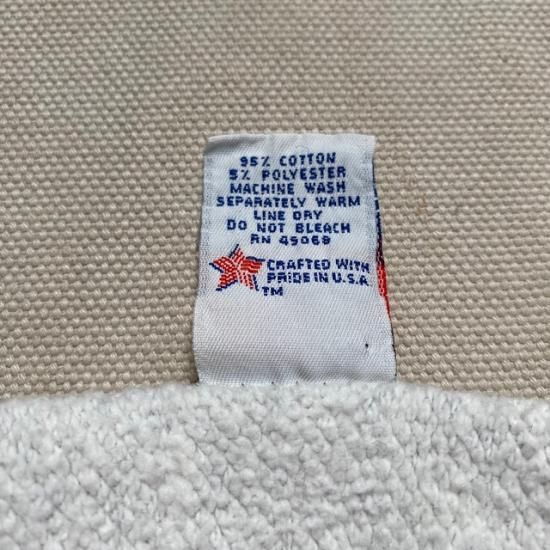 95% COTTON
5% POLYESTER
MACHINE WASH
SEPARATELY WARM
LINE DRY
DO NOT BLEACH
RN 45069
CRAFTED WITH
PRIDE IN U.S.A
TM